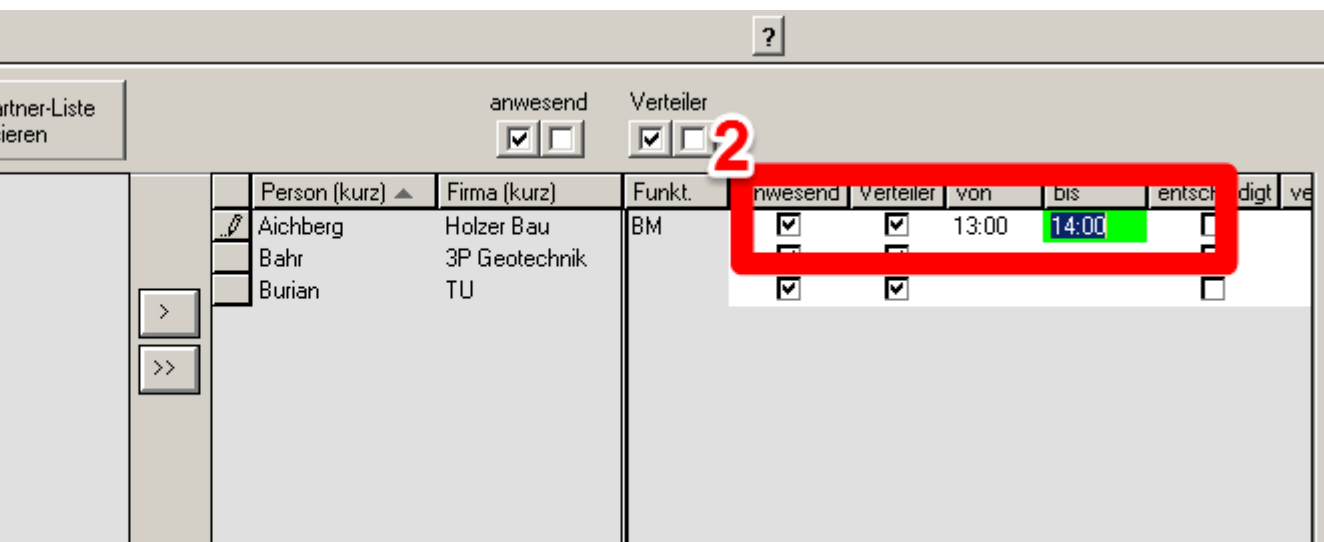 ?
rtner-Liste
ieren
anwesend Verteiler
2
Person (kurz) Firma (kurz) Funkt. nwesend Verteiler von bis entsch digt ve
Aichberg Holzer Bau BM 13:00 14:00
Bahr 3P Geotechnik
Burian TU
>
>>